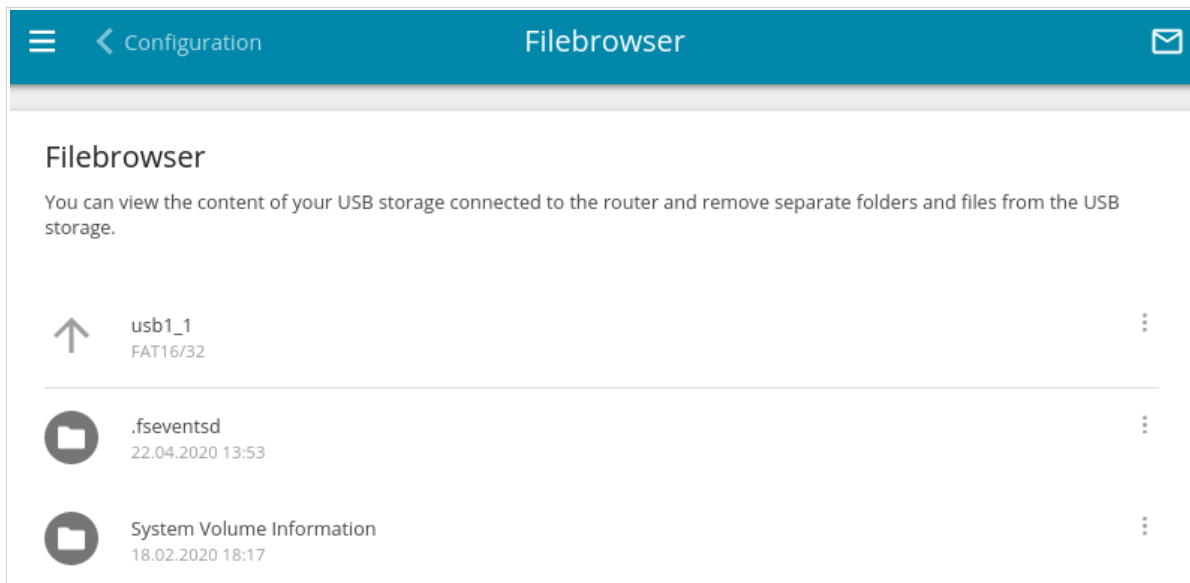 Configuration
Filebrowser
Filebrowser
You can view the content of your USB storage connected to the router and remove separate folders and files from the USB
storage.
usb1_1
FAT16/32
.fseventsd
22.04.2020 13:53
System Volume Information
18.02.2020 18:17